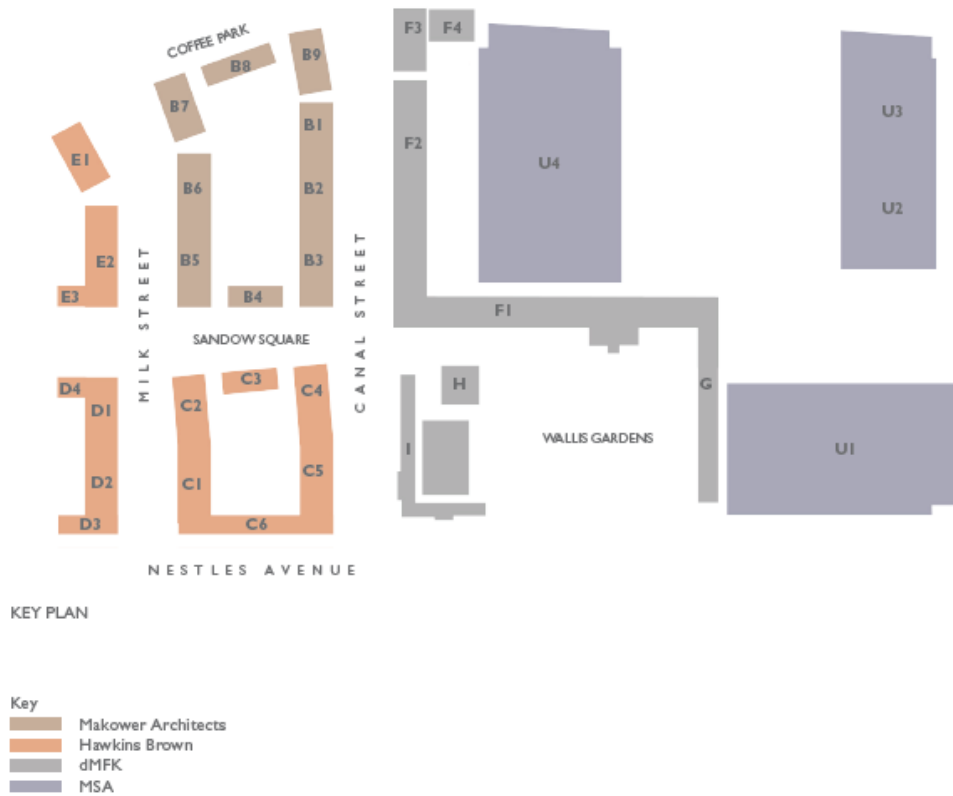 F3
F4
COFFEE PARK
B9
B8
B7
B1
U3
F2
E1
U4
B6
B2
U2
E2
B5
B3
E3
B4
F1
MILK STREET
SANDOW SQUARE
CANAL STREET
D4
C3
C4
H
G
D1
C2
WALLIS GARDENS
I
U1
D2
C1
C5
D3
C6
NESTLES AVENUE
KEY PLAN
Key
Makower Architects
Hawkins Brown
dMFK
MSA